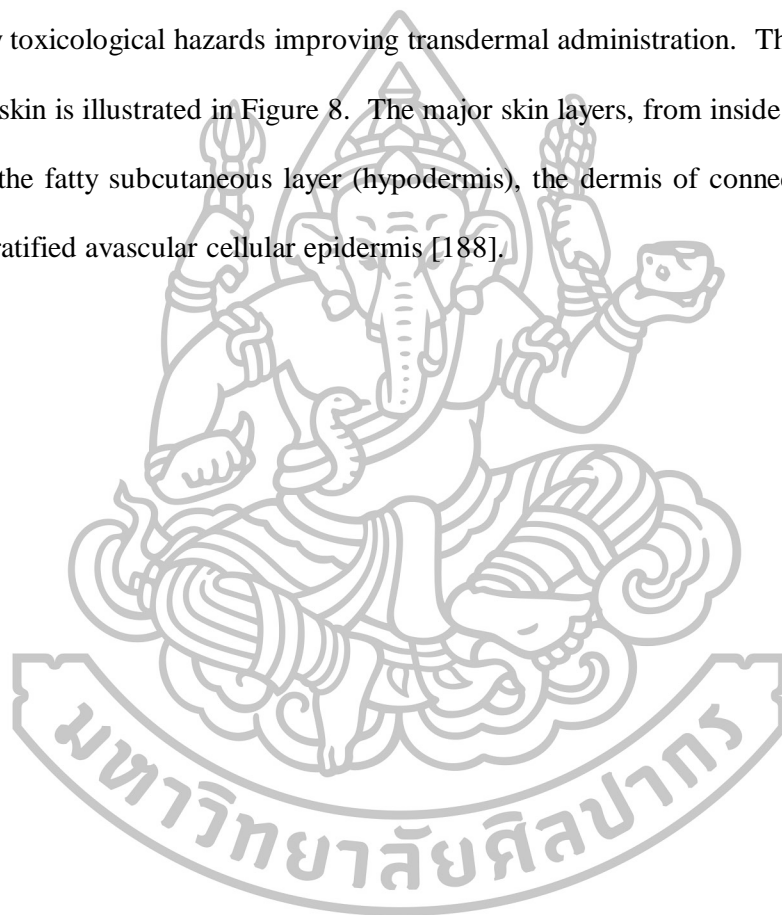 toxicological hazards improving transdermal administration. Th
skin is illustrated in Figure 8. The major skin layers, from inside
the fatty subcutaneous layer (hypodermis), the dermis of connec
ratified avascular cellular epidermis [188].
มหาวิทยาลัยศิลปากร